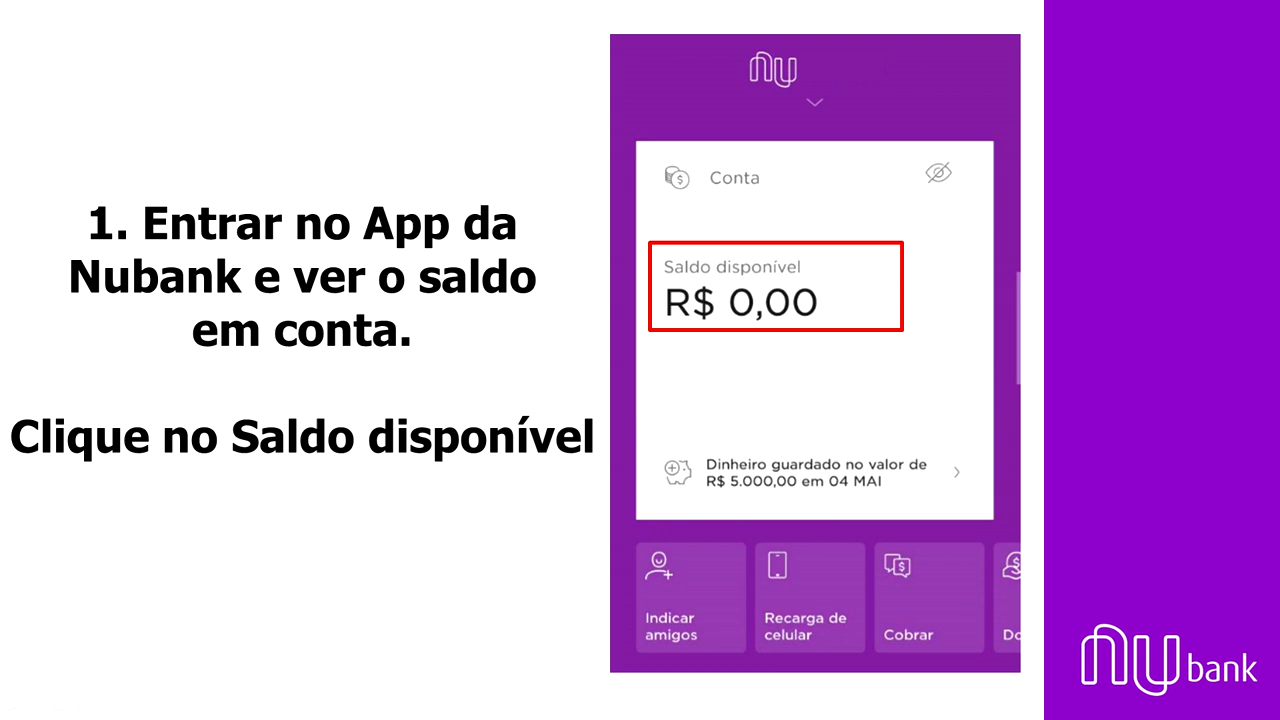 1. Entrar no App da
Nubank e ver o saldo
em conta.
Clique no Saldo disponível
nu
Conta
Saldo disponível
R$ 0,00
Dinheiro guardado no valor de
R$ 5.000,00 em 04 MAI
Indicar
amigos
Recarga de
celular
Cobrar
Do
nu bank